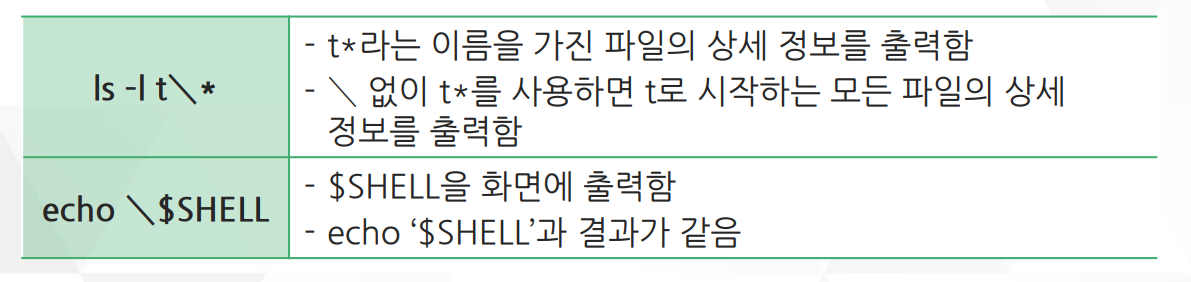 ls -l t＼*
- t*라는 이름을 가진 파일의 상세 정보를 출력함
- ＼ 없이 t*를 사용하면 t로 시작하는 모든 파일의 상세
정보를 출력함
echo ＼$SHELL
- $SHELL을 화면에 출력함
- echo ‘$SHELL’과 결과가 같음